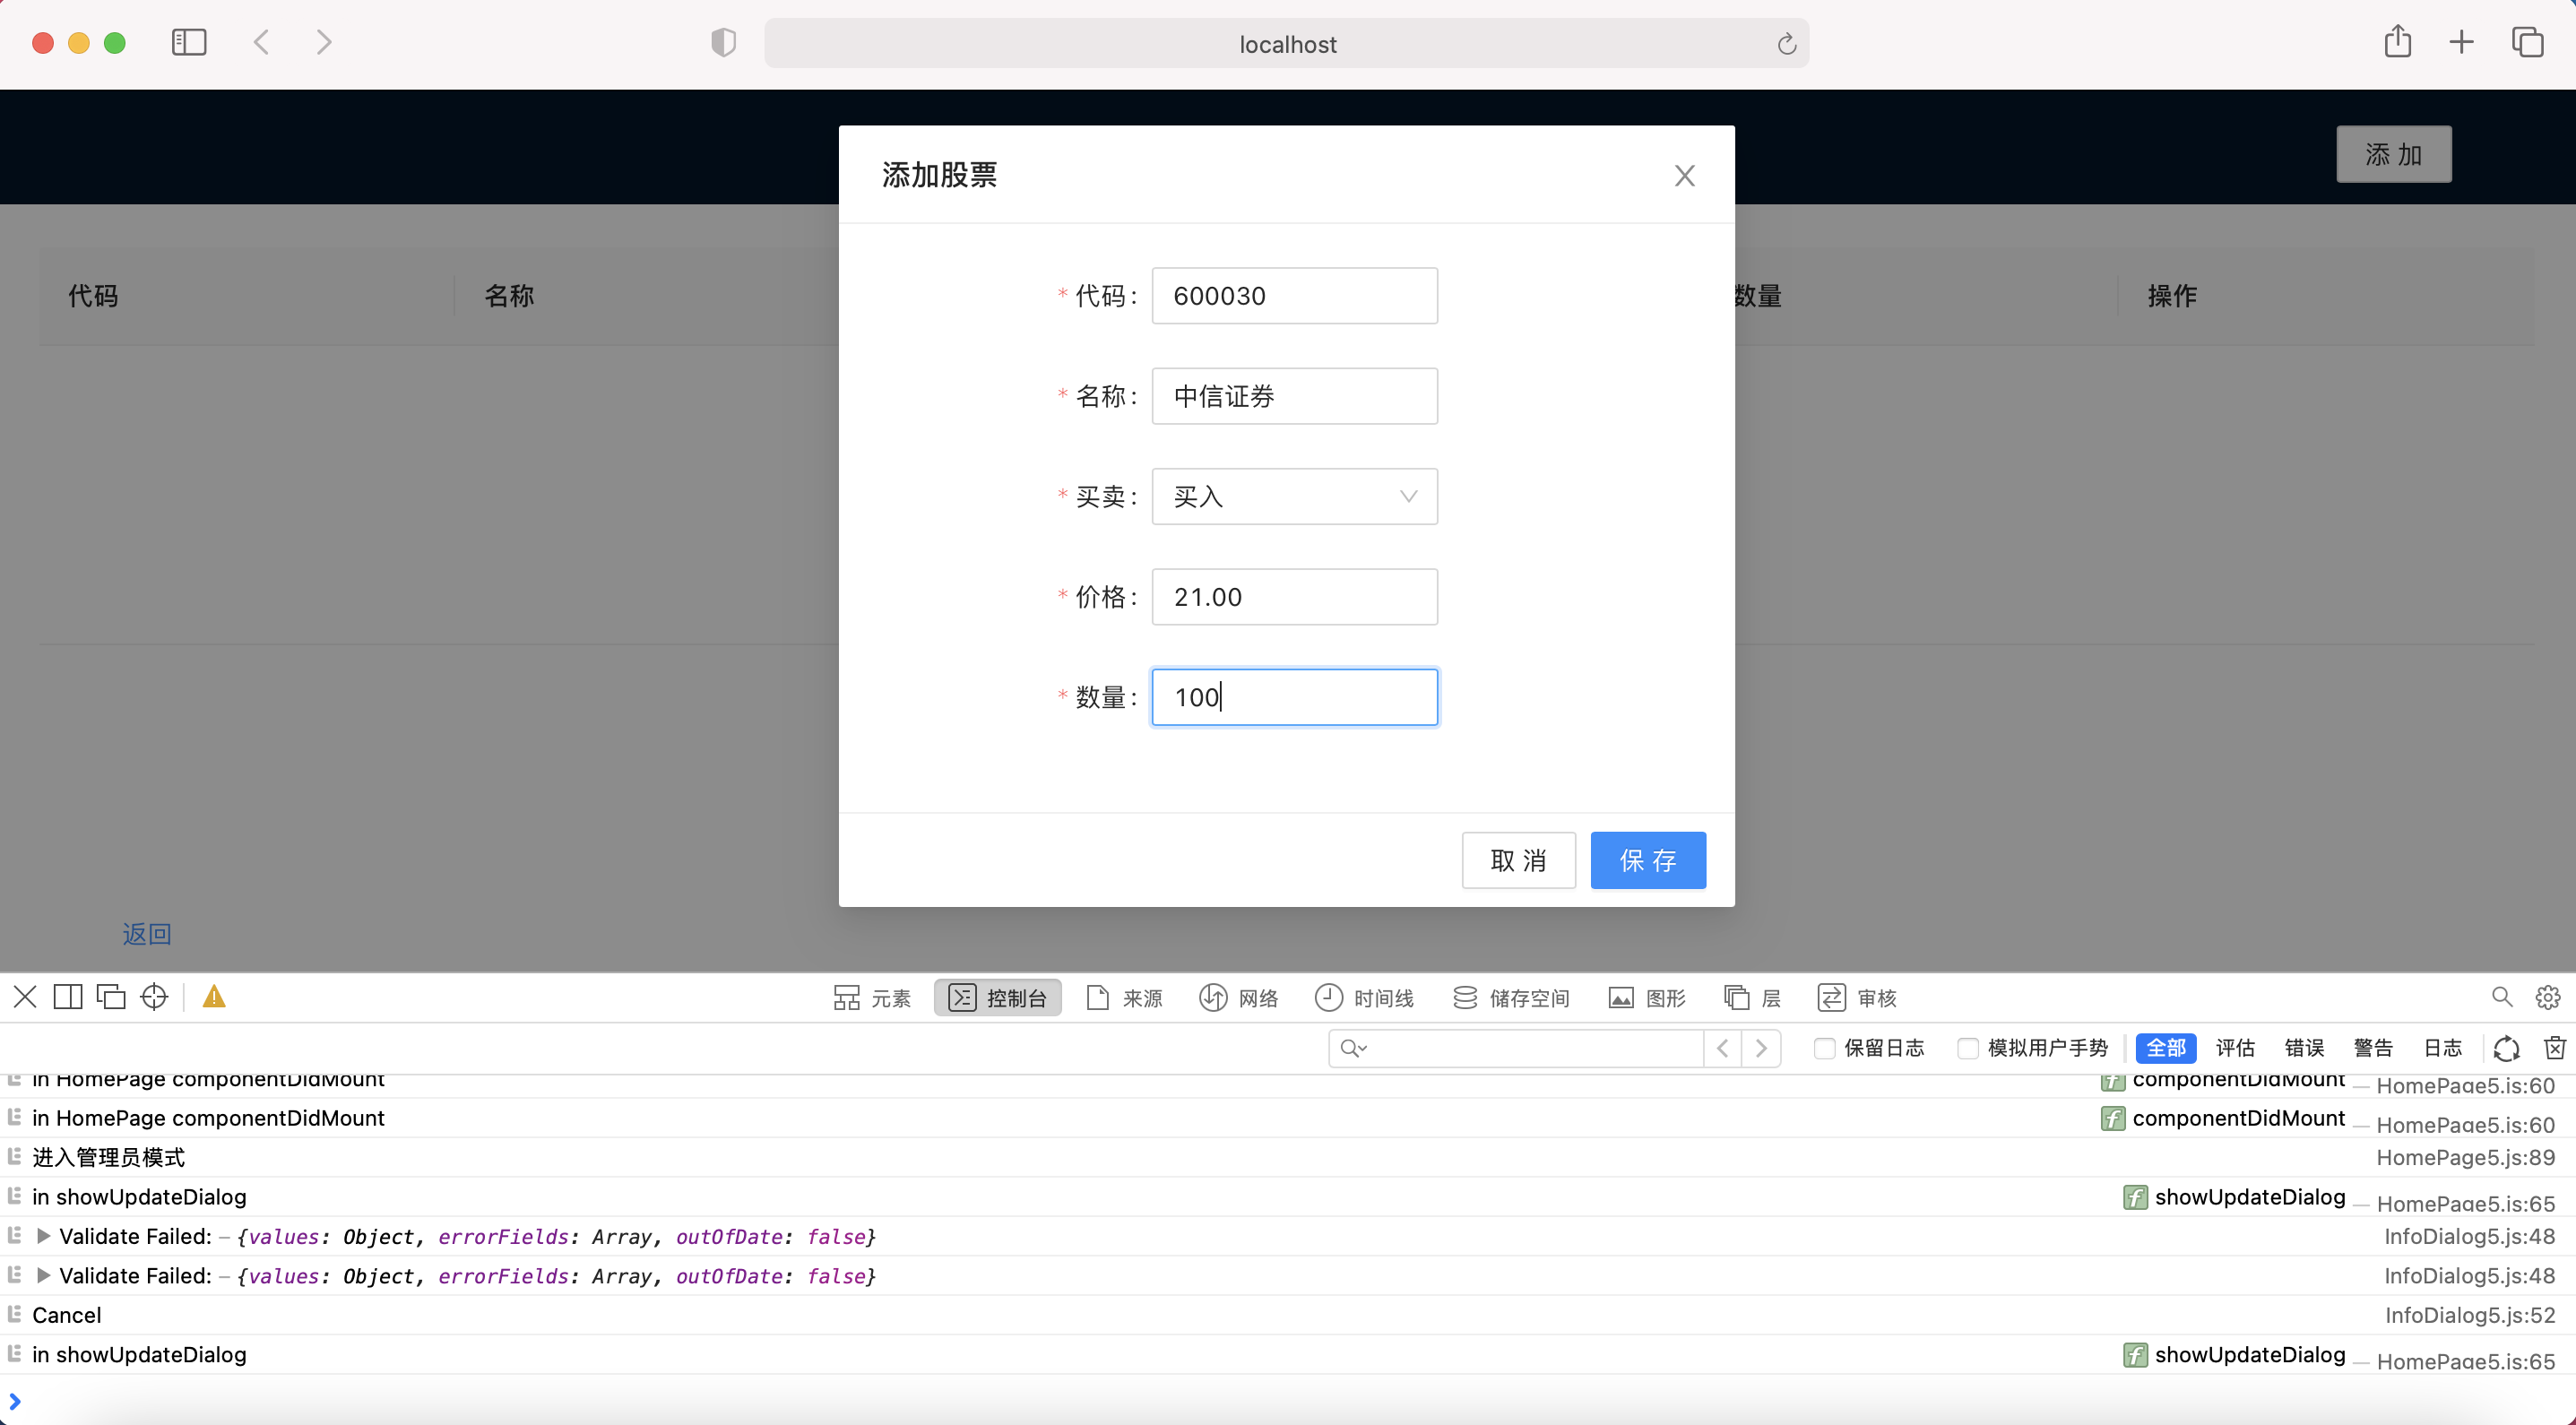 localhost
添加
添加股票
代码
名称
数量
操作
* 代码: 600030
* 名称: 中信证券
* 买卖: 买入
* 价格: 21.00
* 数量: 100
取消 保存
返回
元素 控制台 来源 网络 时间线 储存空间 图形 层 审核
保留日志 模拟用户手势 全部 评估 错误 警告 日志
in HomePage componentDidMount componentDidMount — HomePage5.js:60
in HomePage componentDidMount componentDidMount — HomePage5.js:60
进入管理员模式 HomePage5.js:89
in showUpdateDialog showUpdateDialog — HomePage5.js:65
Validate Failed: – {values: Object, errorFields: Array, outOfDate: false} InfoDialog5.js:48
Validate Failed: – {values: Object, errorFields: Array, outOfDate: false} InfoDialog5.js:48
Cancel InfoDialog5.js:52
in showUpdateDialog showUpdateDialog — HomePage5.js:65